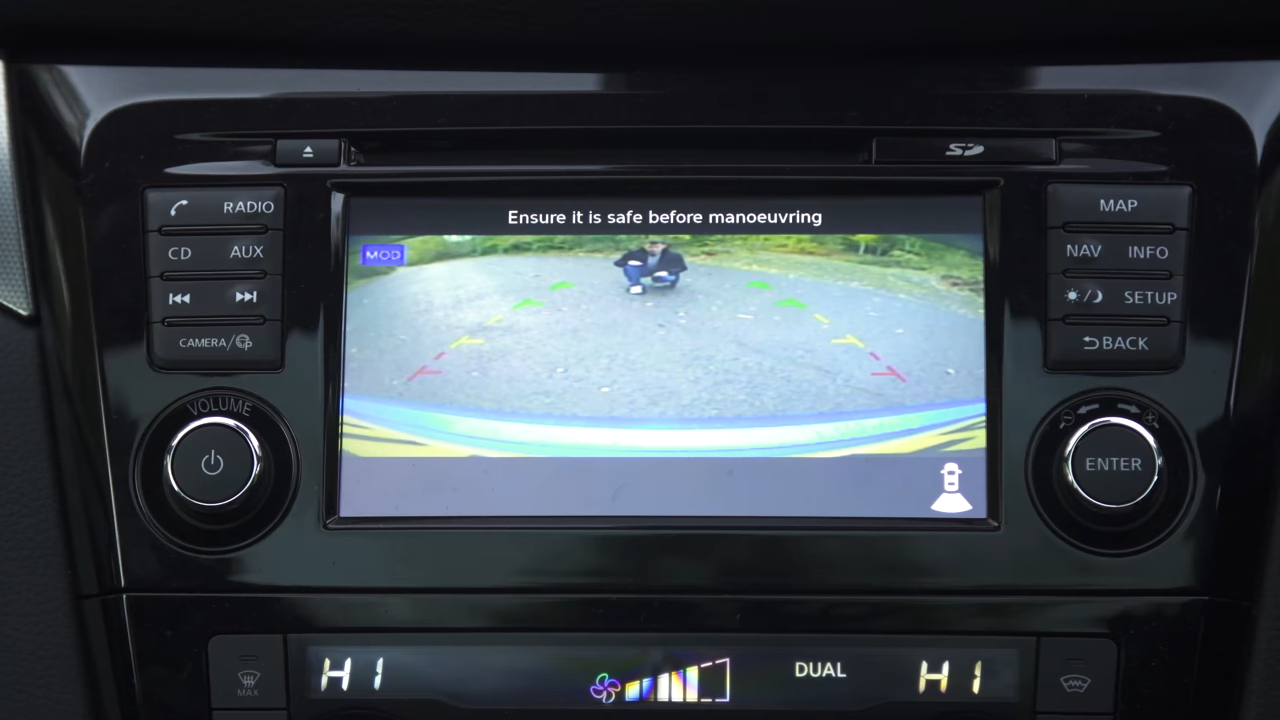 SD
RADIO
MAP
Ensure it is safe before manoeuvring
CD AUX
MOD
NAV INFO
SETUP
CAMERA/
BACK
VOLUME
ENTER
HI
DUAL
HI
MAX